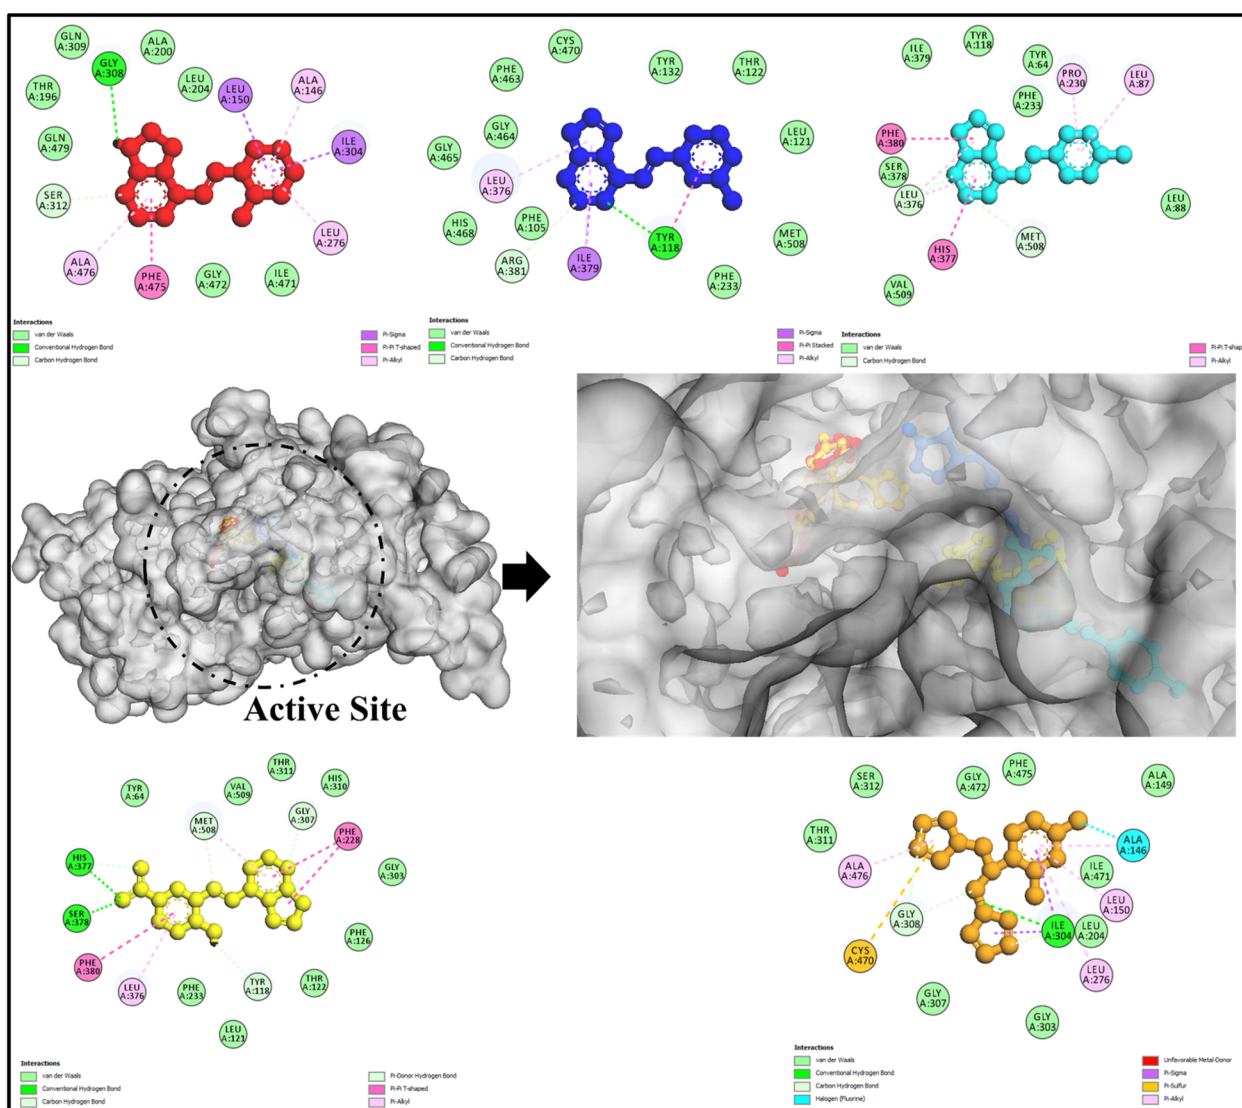 GLN
A:309
ALA
A:200
GLY
A:308
THR
A:196
LEU
A:204
LEU
A:150
ALA
A:146
GLN
A:479
ILE
A:304
SER
A:312
LEU
A:276
ALA
A:476
PHE
A:475
GLY
A:472
ILE
A:471
Interactions
van der Waals
Conventional Hydrogen Bond
Carbon Hydrogen Bond
Pi-Sigma
Pi-Pi T-shaped
Pi-Alkyl
CYS
A:470
PHE
A:463
TYR
A:132
THR
A:122
GLY
A:464
GLY
A:465
LEU
A:121
LEU
A:376
HIS
A:468
PHE
A:105
ARG
A:381
ILE
A:379
TYR
A:118
MET
A:508
PHE
A:233
Interactions
van der Waals
Conventional Hydrogen Bond
Carbon Hydrogen Bond
Pi-Sigma
Pi-Pi Stacked
Pi-Alkyl
ILE
A:379
TYR
A:118
TYR
A:64
PRO
A:230
LEU
A:87
PHE
A:233
PHE
A:380
SER
A:378
LEU
A:376
LEU
A:88
HIS
A:377
MET
A:508
VAL
A:509
Interactions
van der Waals
Carbon Hydrogen Bond
Pi-Pi T-shap
Pi-Alkyl
Active Site
TYR
A:64
VAL
A:509
THR
A:311
HIS
A:310
MET
A:508
GLY
A:307
PHE
A:228
HIS
A:377
GLY
A:303
SER
A:378
PHE
A:126
PHE
A:380
LEU
A:376
PHE
A:233
TYR
A:118
THR
A:122
LEU
A:121
Interactions
van der Waals
Conventional Hydrogen Bond
Carbon Hydrogen Bond
Pi-Donor Hydrogen Bond
Pi-Pi T-shaped
Pi-Alkyl
SER
A:312
GLY
A:472
PHE
A:475
ALA
A:149
THR
A:311
ALA
A:146
ALA
A:476
ILE
A:471
LEU
A:150
GLY
A:308
ILE
A:304
LEU
A:204
CYS
A:470
LEU
A:276
GLY
A:307
GLY
A:303
Interactions
van der Waals
Conventional Hydrogen Bond
Carbon Hydrogen Bond
Halogen (Fluorine)
Unfavorable Metal-Donor
Pi-Sigma
Pi-Sulfur
Pi-Alkyl